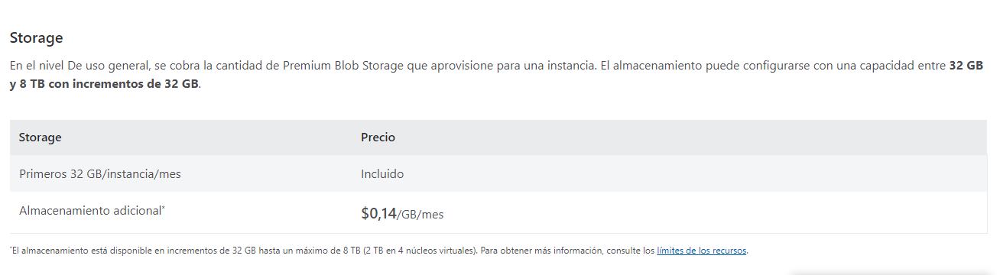 Storage
En el nivel De uso general, se cobra la cantidad de Premium Blob Storage que aprovisione para una instancia. El almacenamiento puede configurarse con una capacidad entre 32 GB
y 8 TB con incrementos de 32 GB.
Storage Precio
Primeros 32 GB/instancia/mes Incluido
Almacenamiento adicional* $0,14/GB/mes
*El almacenamiento está disponible en incrementos de 32 GB hasta un máximo de 8 TB (2 TB en 4 núcleos virtuales). Para obtener más información, consulte los límites de los recursos.